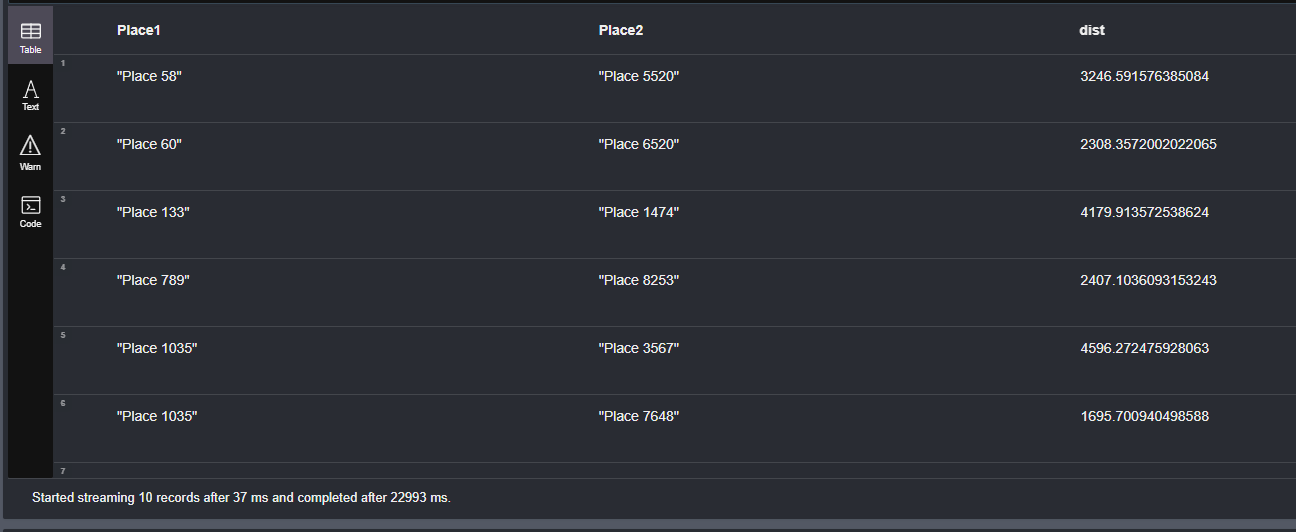 Table
Text
Warn
Code
Place1 Place2 dist
1 "Place 58" "Place 5520" 3246.591576385084
2 "Place 60" "Place 6520" 2308.3572002022065
3 "Place 133" "Place 1474" 4179.913572538624
4 "Place 789" "Place 8253" 2407.1036093153243
5 "Place 1035" "Place 3567" 4596.272475928063
6 "Place 1035" "Place 7648" 1695.700940498588
7
Started streaming 10 records after 37 ms and completed after 22993 ms.